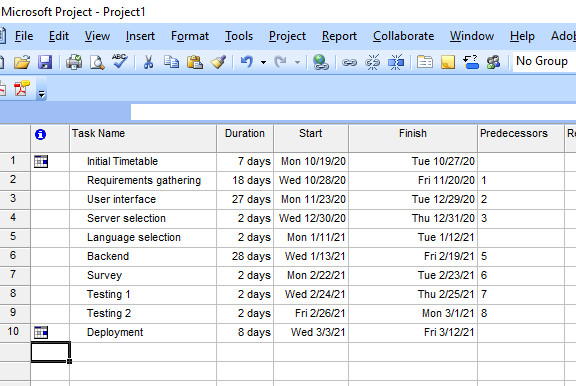 Microsoft Project - Project1
File Edit View Insert Format Tools Project Report Collaborate Window Help
ABC No Group
Task Name Duration Start Finish Predecessors
1 Initial Timetable 7 days Mon 10/19/20 Tue 10/27/20
2 Requirements gathering 18 days Wed 10/28/20 Fri 11/20/20 1
3 User interface 27 days Mon 11/23/20 Tue 12/29/20 2
4 Server selection 2 days Wed 12/30/20 Thu 12/31/20 3
5 Language selection 2 days Mon 1/11/21 Tue 1/12/21
6 Backend 28 days Wed 1/13/21 Fri 2/19/21 5
7 Survey 2 days Mon 2/22/21 Tue 2/23/21 6
8 Testing 1 2 days Wed 2/24/21 Thu 2/25/21 7
9 Testing 2 2 days Fri 2/26/21 Mon 3/1/21 8
10 Deployment 8 days Wed 3/3/21 Fri 3/12/21